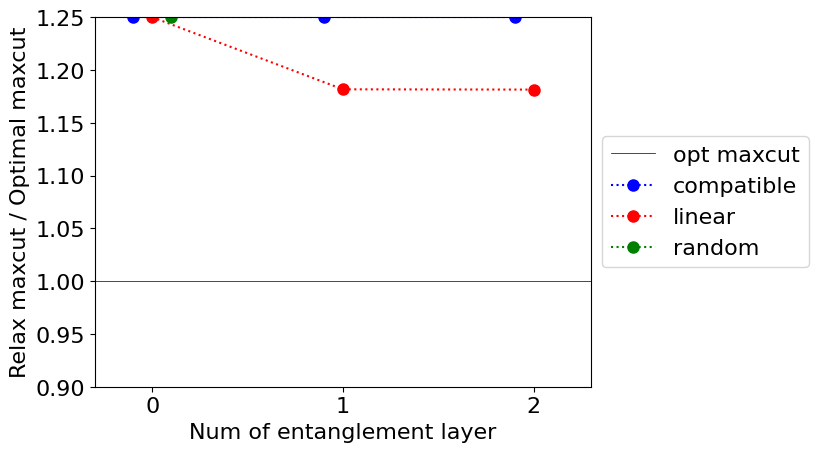 Relax maxcut / Optimal maxcut
1.25
1.20
1.15
1.10
1.05
1.00
0.95
0.90
0
1
2
Num of entanglement layer
opt maxcut
compatible
linear
random